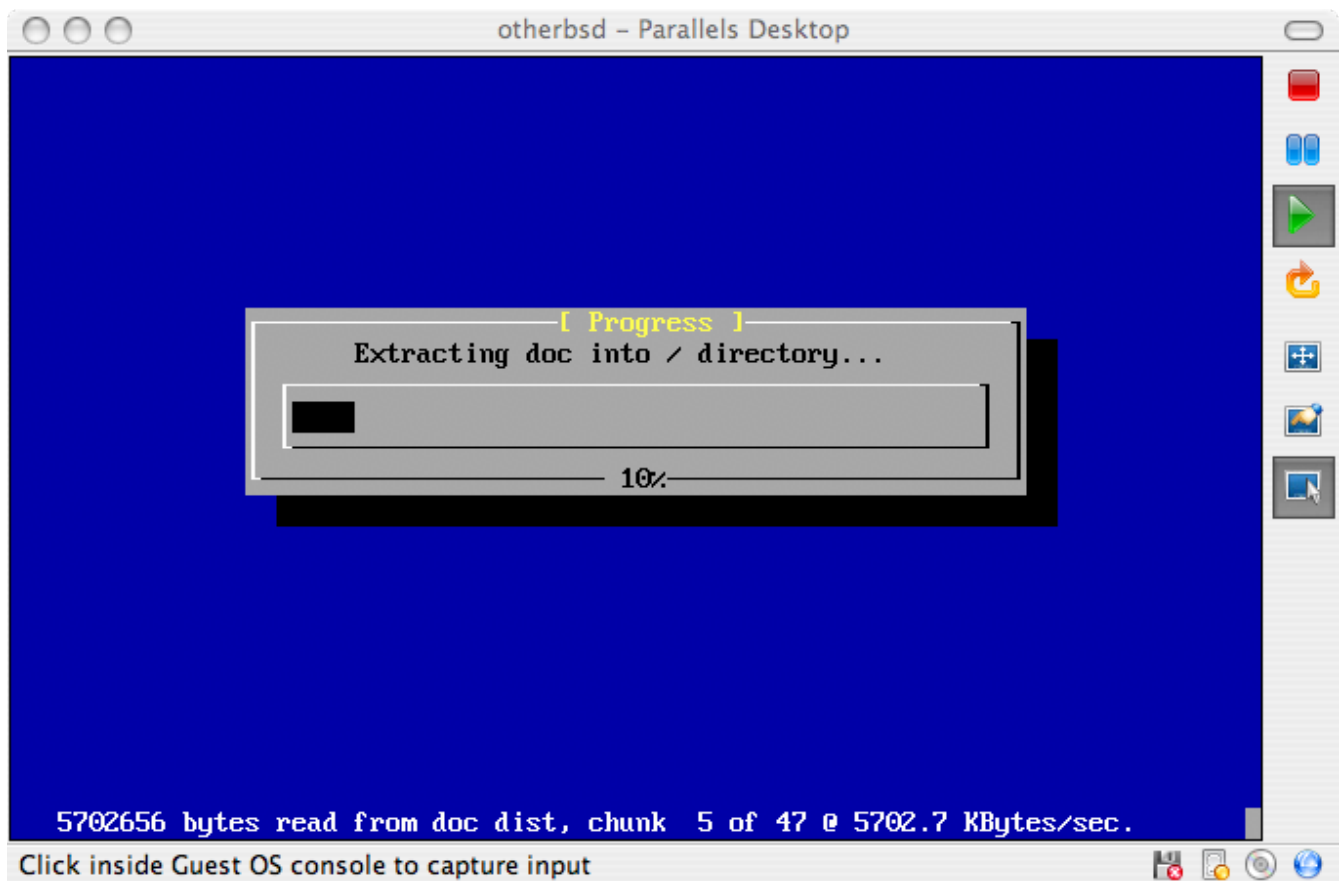 otherbsd – Parallels Desktop
[ Progress ]
Extracting doc into / directory...
10%
5702656 bytes read from doc dist, chunk  5 of 47 @ 5702.7 KBytes/sec.
Click inside Guest OS console to capture input